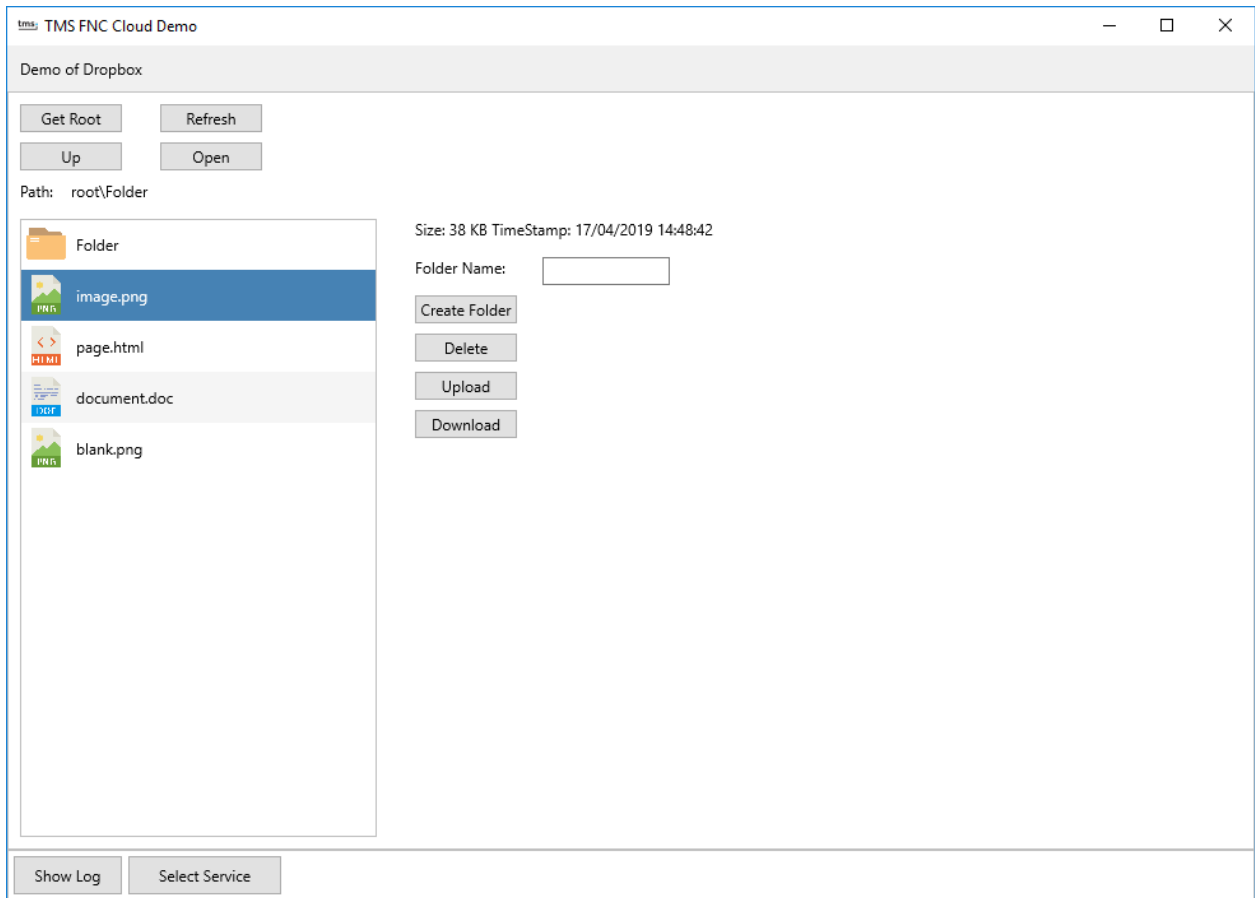 tms; TMS FNC Cloud Demo
Demo of Dropbox
Get Root Refresh
Up Open
Path: root\Folder
Size: 38 KB TimeStamp: 17/04/2019 14:48:42
Folder Name:
Create Folder
Delete
Upload
Download
Folder
PNG image.png
HTML page.html
DOC document.doc
PNG blank.png
Show Log Select Service